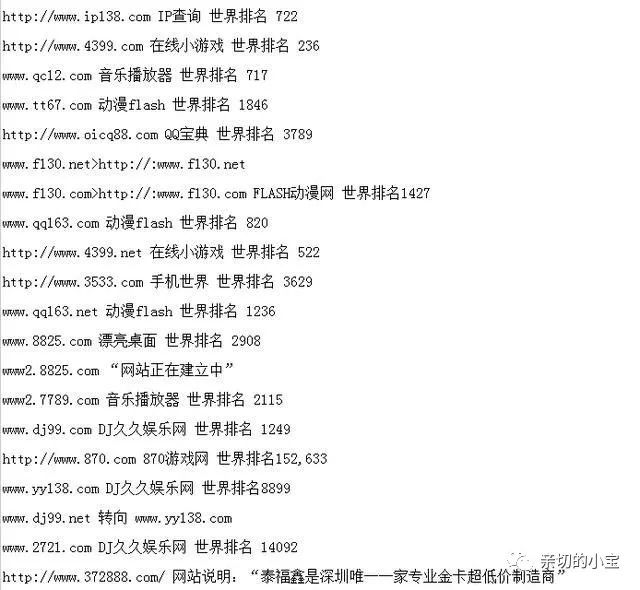 http://www.ip138.com IP查询 世界排名 722
http://www.4399.com 在线小游戏 世界排名 236
www.qc12.com 音乐播放器 世界排名 717
www.tt67.com 动漫flash 世界排名 1846
http://www.oicq88.com QQ宝典 世界排名 3789
www.fl30.net>http://:www.fl30.net
www.fl30.com>http://:www.fl30.com FLASH动漫网 世界排名1427
www.qq163.com 动漫flash 世界排名 820
http://www.4399.net 在线小游戏 世界排名 522
http://www.3533.com 手机世界 世界排名 3629
www.qq163.net 动漫flash 世界排名 1236
www.8825.com 漂亮桌面 世界排名 2908
www2.8825.com “网站正在建立中”
www2.7789.com 音乐播放器 世界排名 2115
www.dj99.com DJ久久娱乐网 世界排名 1249
http://www.870.com 870游戏网 世界排名152,633
www.yy138.com DJ久久娱乐网 世界排名8899
www.dj99.net 转向 www.yy138.com
www.2721.com DJ久久娱乐网 世界排名 14092
http://www.372888.com/ 网站说明：“泰福鑫是深圳唯一一家专业金卡超低价制造商”
亲切的小宝